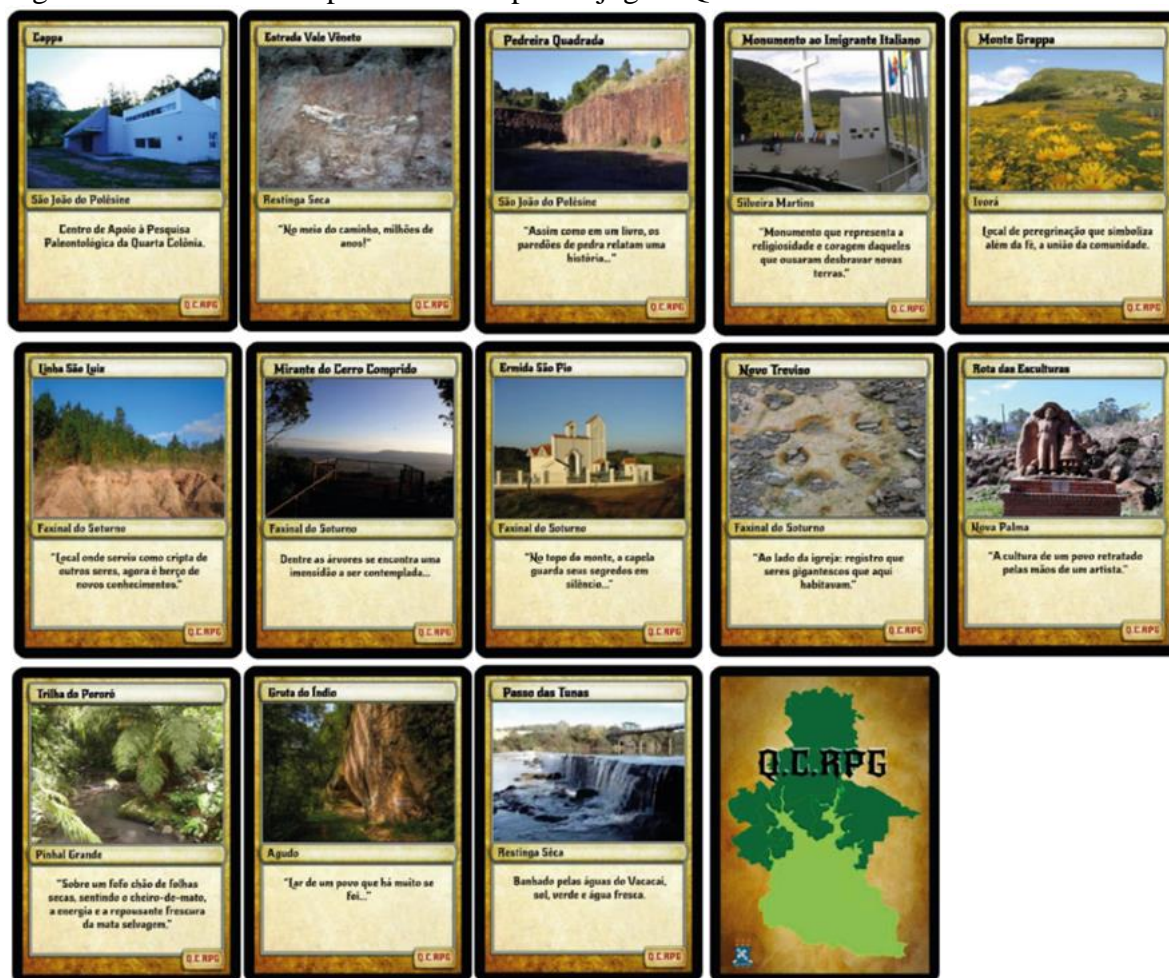 Cappa
São João do Polêsine
Centro de Apoio à Pesquisa
Paleontológica da Quarta Colônia.
Q.C.RPG
Estrada Vale Vêneto
Restinga Seca
"No meio do caminho, milhões de
anos!"
Q.C.RPG
Pedreira Quadrada
São João do Polêsine
"Assim como em um livro, os
paredões de pedra relatam uma
história..."
Q.C.RPG
Monumento ao Imigrante Italiano
Silveira Martins
"Monumento que representa a
religiosidade e coragem daqueles
que ousaram desbravar novas
terras."
Q.C.RPG
Monte Grappa
Ivorá
Local de peregrinação que simboliza
além da fé, a união da comunidade.
Q.C.RPG
Linha São Luiz
Faxinal do Soturno
"Local onde servia como cripta de
outros seres, agora é berço de
novos conhecimentos."
Q.C.RPG
Mirante do Cerro Comprido
Faxinal do Soturno
Dentre as árvores se encontra uma
imensidão a ser contemplada...
Q.C.RPG
Ermida São Pio
Faxinal do Soturno
"No topo do monte, a capela
guarda seus segredos em
silêncio..."
Q.C.RPG
Novo Treviso
Faxinal do Soturno
"Ao lado da igreja: registro que
seres gigantescos que aqui
habitavam."
Q.C.RPG
Rota das Esculturas
Nova Palma
"A cultura de um povo retratado
pelas mãos de um artista."
Q.C.RPG
Trilha do Pororó
Pinhal Grande
"Sobre um fofo chão de folhas
secas, sentindo o cheiro-de-mato,
a energia e a repousante frescura
da mata selvagem."
Q.C.RPG
Gruta do Índio
Agudo
"Lar de um povo que há muito se
foi..."
Q.C.RPG
Passo das Tunas
Restinga Sêca
Banhado pelas águas do Vacacaí,
sol, verde e água fresca.
Q.C.RPG
Q.C.RPG